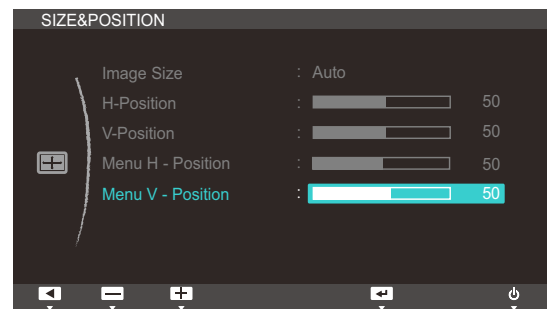 SIZE&POSITION
Image Size : Auto
H-Position : 50
V-Position : 50
Menu H - Position : 50
Menu V - Position : 50